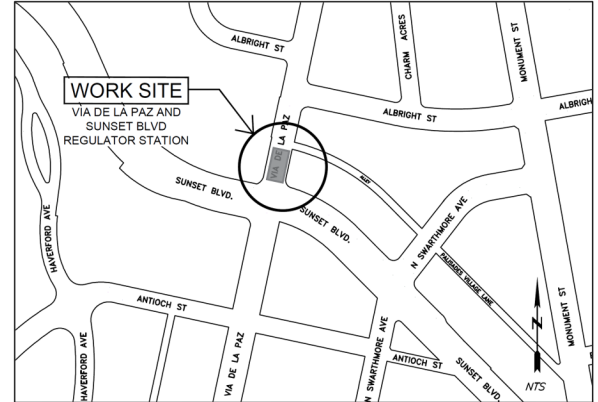 ALBRIGHT ST
CHARM ACRES
MONUMENT ST
WORK SITE
VIA DE LA PAZ AND
SUNSET BLVD
REGULATOR STATION
ALBRIGHT ST
ALBRIGH
VIA DE LA PAZ
ALLEY
SUNSET BLVD.
SUNSET BLVD.
HAVERFORD AVE
N SWARTHMORE AVE
PALISADES VILLAGE LANE
ANTIOCH ST
N
MONUMENT ST
HAVERFORD AVE
VIA DE LA PAZ
N SWARTHMORE AVE
ANTIOCH ST
SUNSET BLVD.
NTS